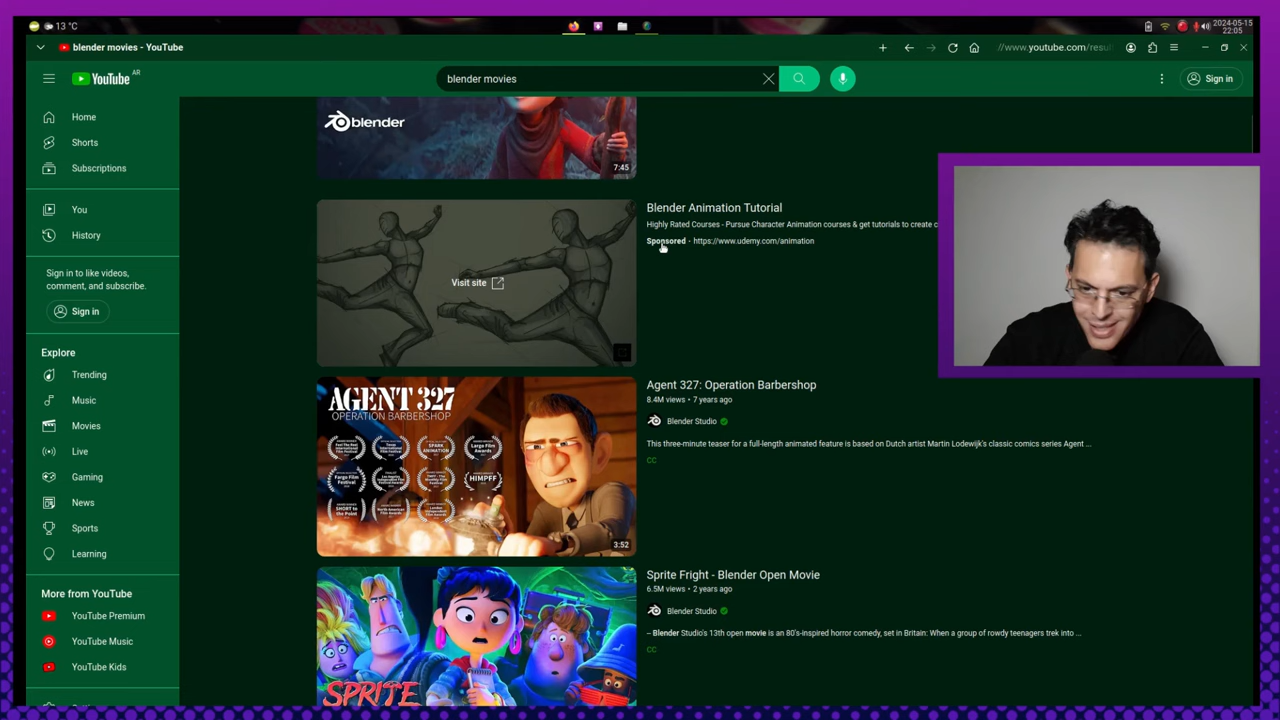 13 °C
2024-05-15
22:05
blender movies - YouTube
//www.youtube.com/resul
YouTube AR
blender movies
Sign in
Home
Shorts
Subscriptions
You
History
Sign in to like videos,
comment, and subscribe.
Sign in
Explore
Trending
Music
Movies
Live
Gaming
News
Sports
Learning
More from YouTube
YouTube Premium
YouTube Music
YouTube Kids
blender
7:45
Blender Animation Tutorial
Highly Rated Courses - Pursue Character Animation courses & get tutorials to create c
Sponsored · https://www.udemy.com/animation
Visit site
AGENT 327
OPERATION BARBERSHOP
HIMPFF
3:52
Agent 327: Operation Barbershop
8.4M views • 7 years ago
Blender Studio
This three-minute teaser for a full-length animated feature is based on Dutch artist Martin Lodewijk's classic comics series Agent ...
CC
SPRITE
Sprite Fright - Blender Open Movie
6.5M views • 2 years ago
Blender Studio
– Blender Studio's 13th open movie is an 80's-inspired horror comedy, set in Britain: When a group of rowdy teenagers trek into ...
CC